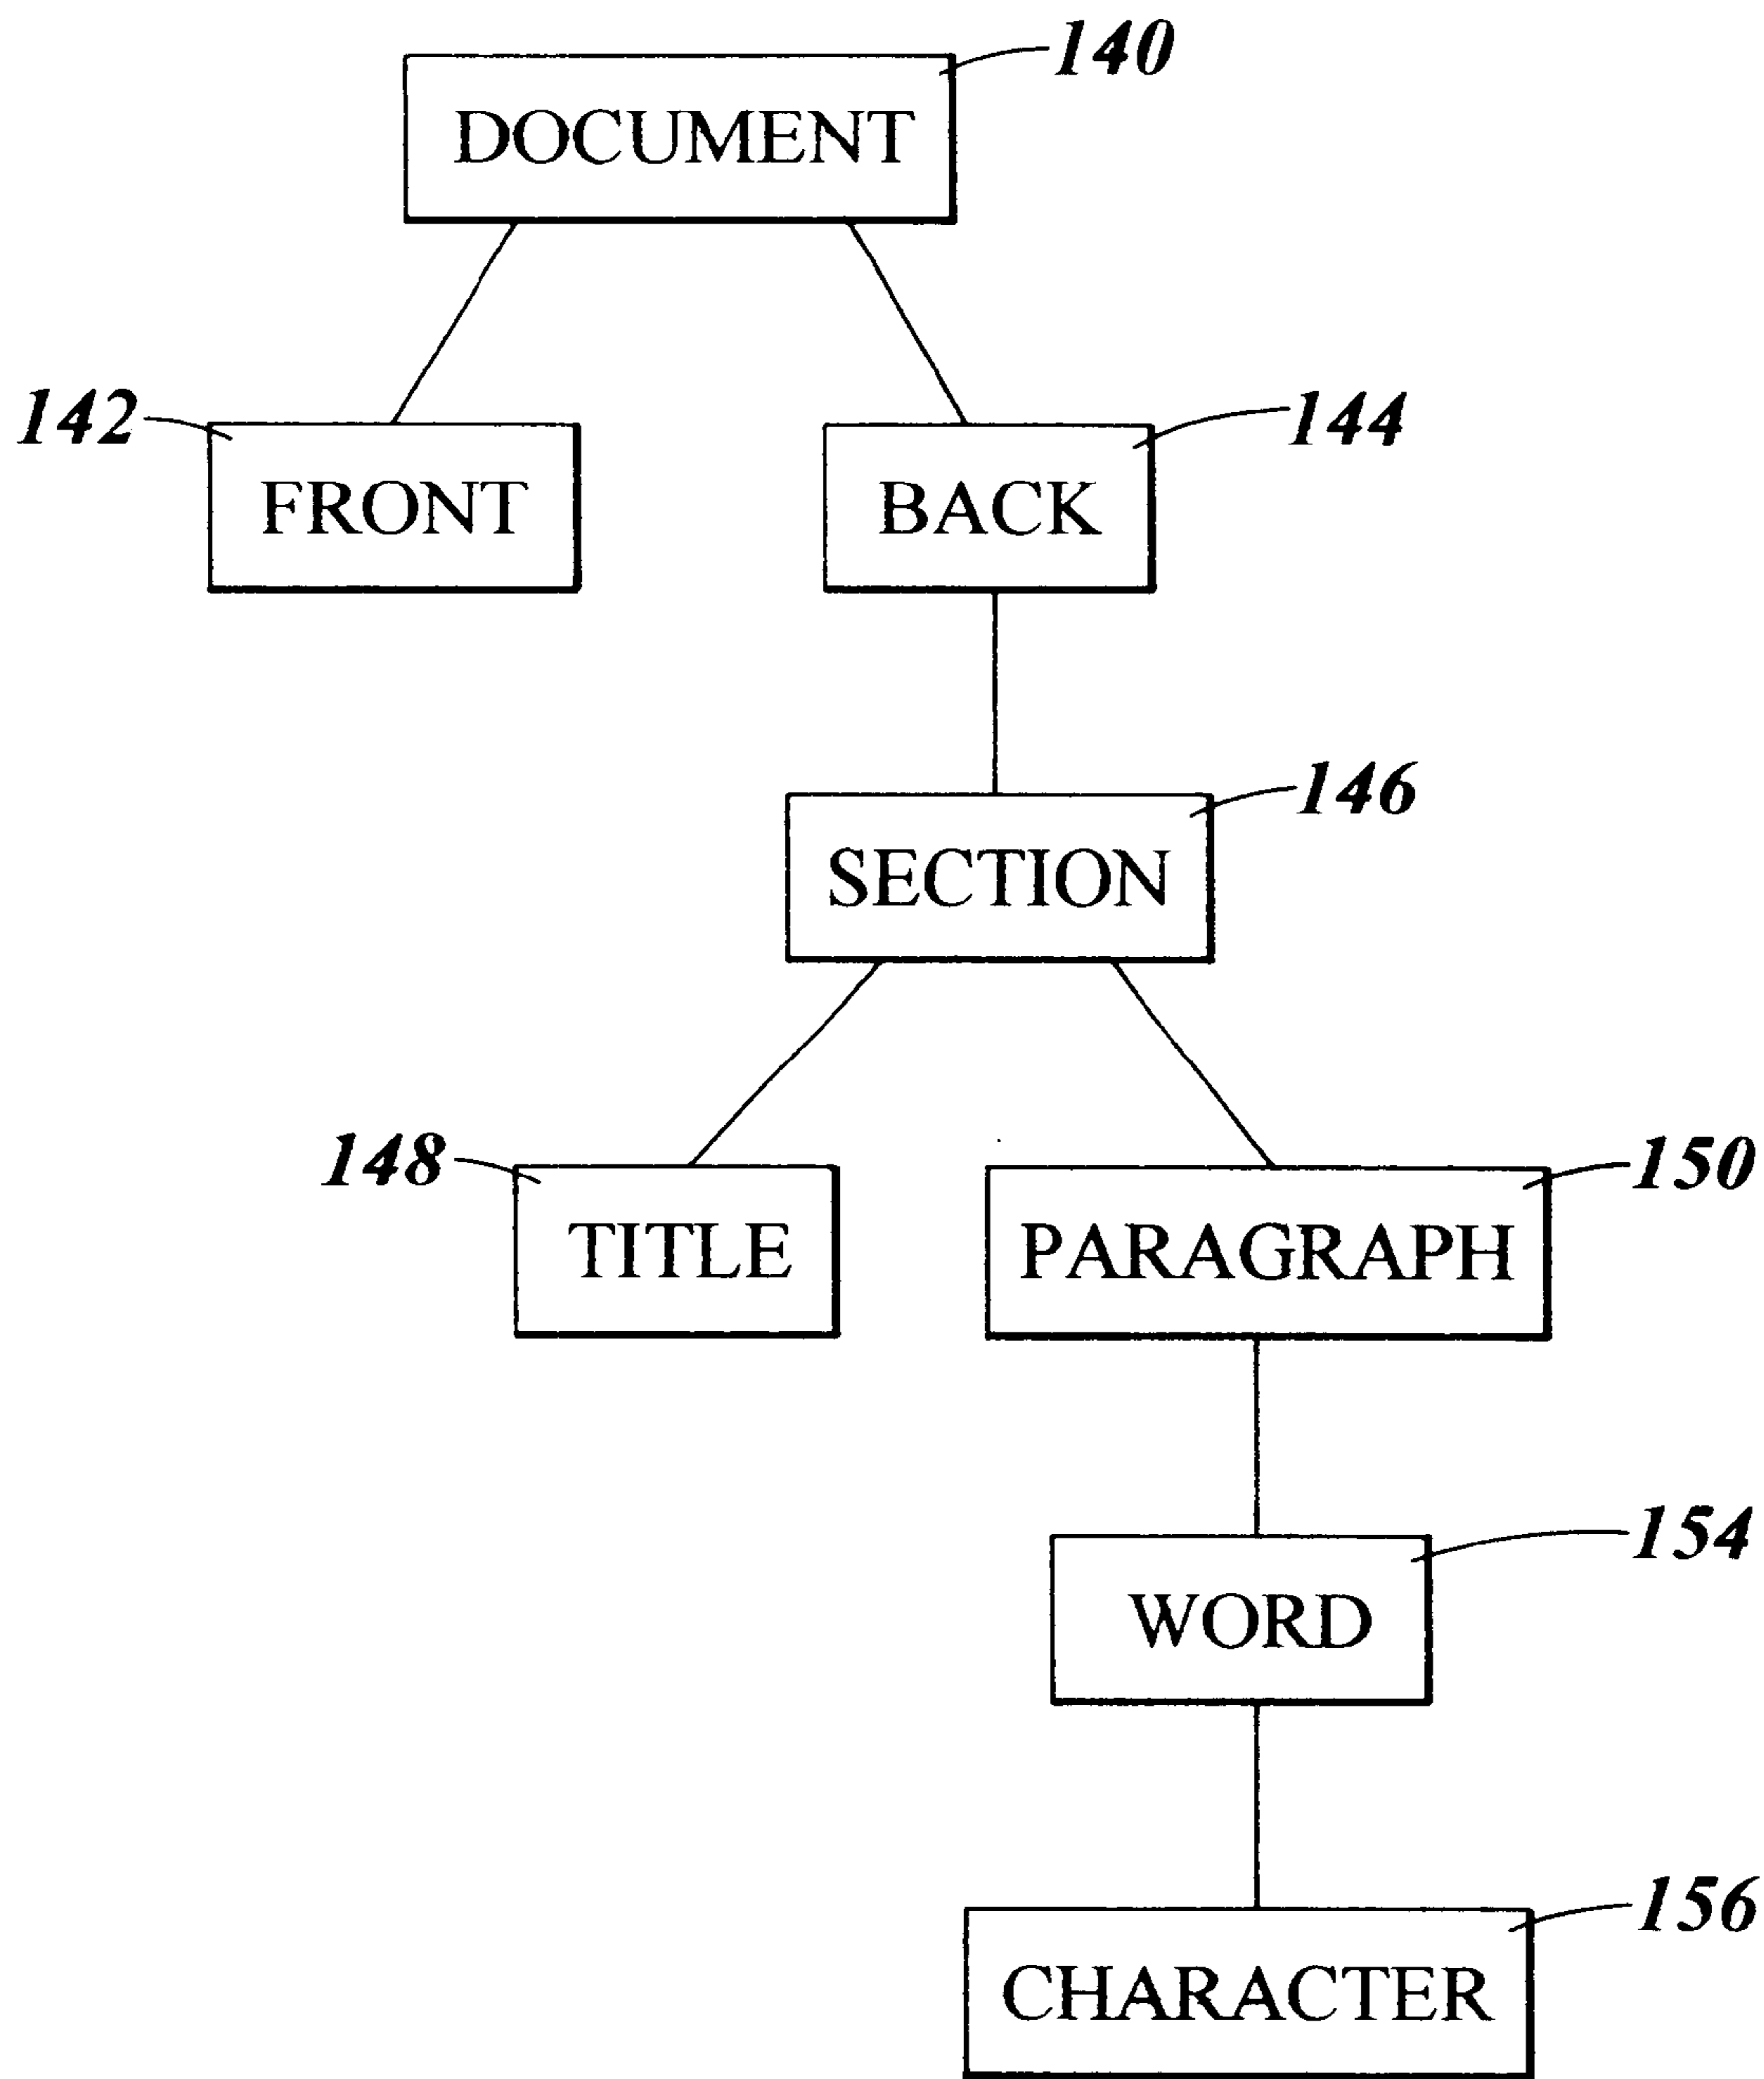 140
DOCUMENT
142
144
FRONT
BACK
146
SECTION
148
150
TITLE
PARAGRAPH
154
WORD
156
CHARACTER